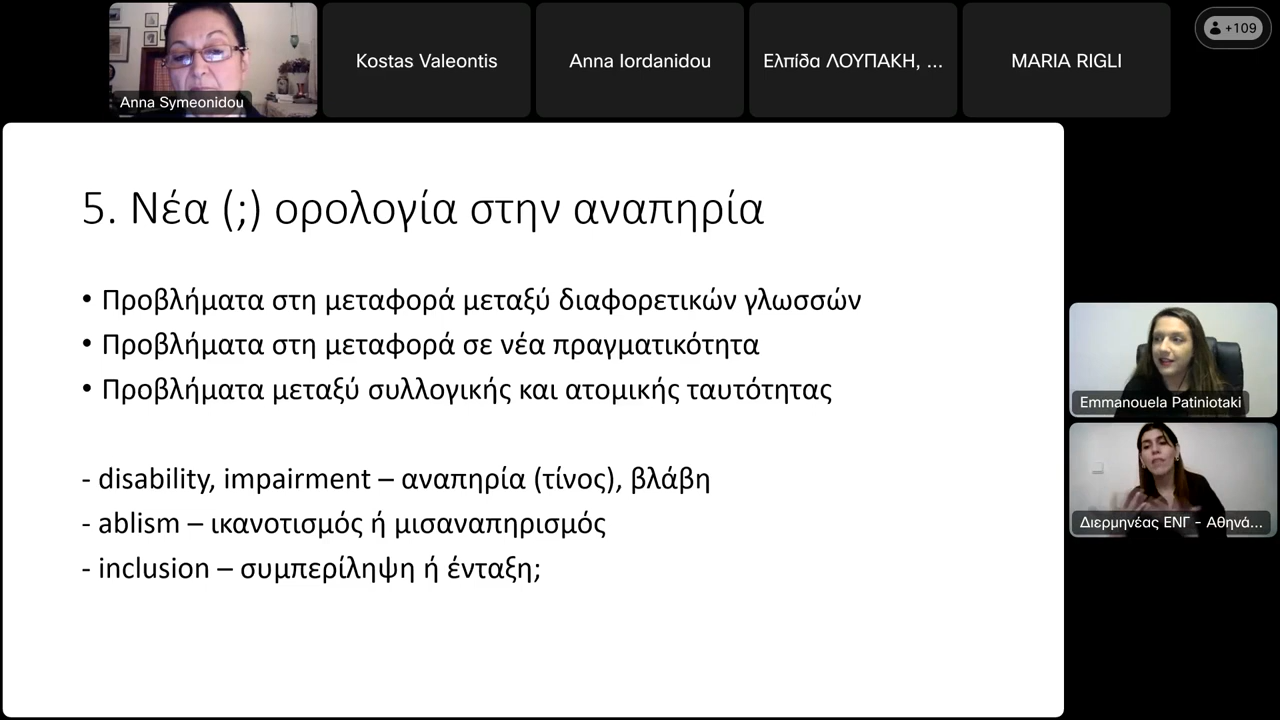 Anna Symeonidou
Kostas Valeontis
Anna Iordanidou
Ελπίδα ΛΟΥΠΑΚΗ, ...
MARIA RIGLI
+109
5. Νέα (;) ορολογία στην αναπηρία
• Προβλήματα στη μεταφορά μεταξύ διαφορετικών γλωσσών
• Προβλήματα στη μεταφορά σε νέα πραγματικότητα
• Προβλήματα μεταξύ συλλογικής και ατομικής ταυτότητας
- disability, impairment – αναπηρία (τίνος), βλάβη
- ablism – ικανοτισμός ή μισαναπηρισμός
- inclusion – συμπερίληψη ή ένταξη;
Emmanouela Patiniotaki
Διερμηνέας ΕΝΓ - Αθηνά...